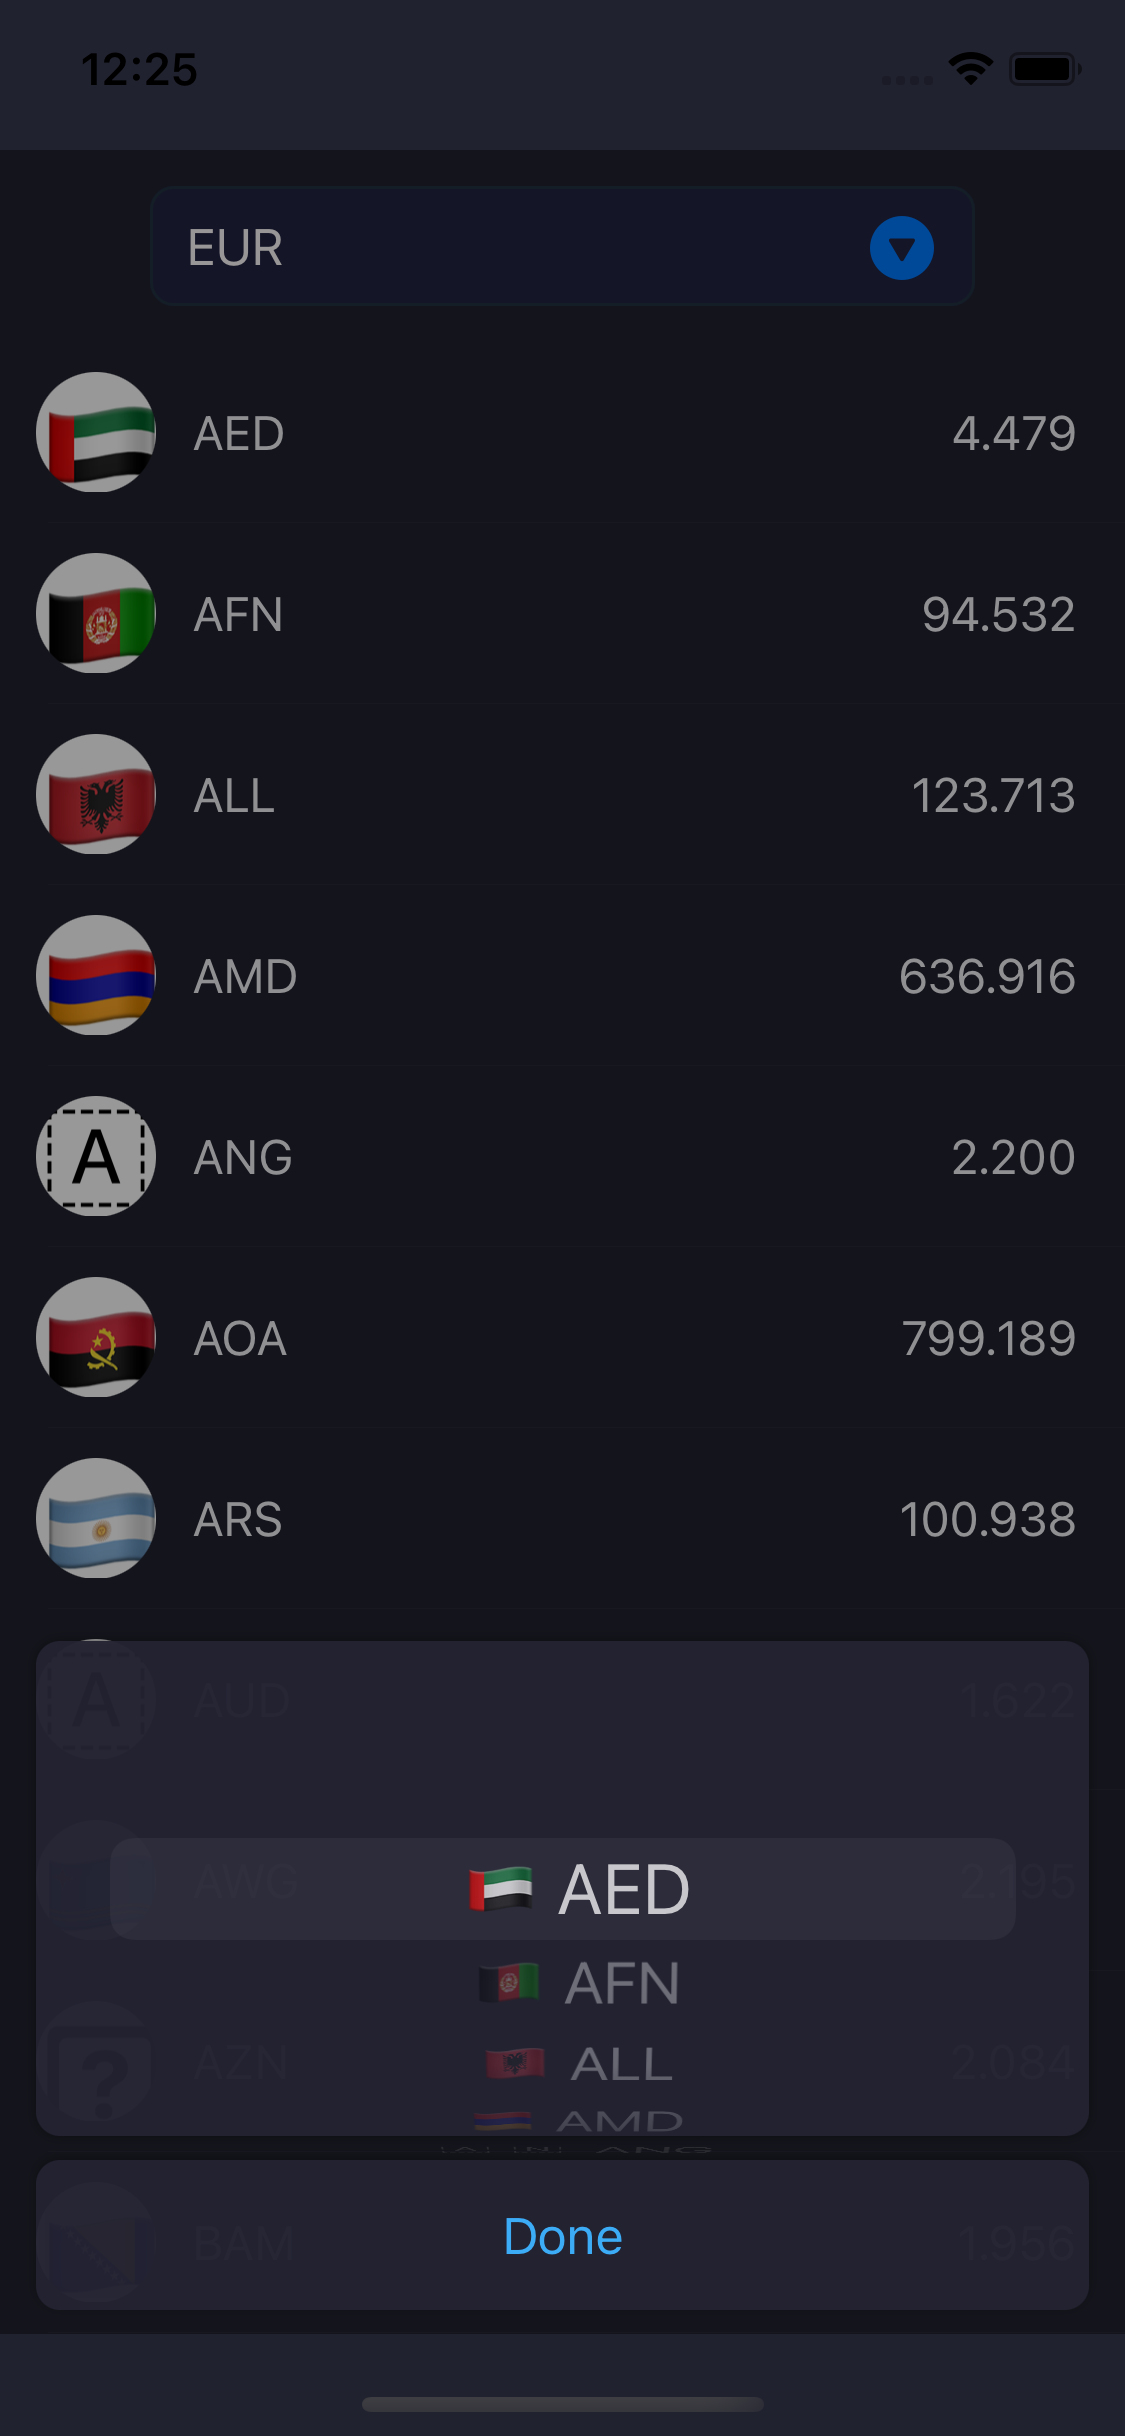 12:25
EUR
AED 4.479
AFN 94.532
ALL 123.713
AMD 636.916
A ANG 2.200
AOA 799.189
ARS 100.938
A AUD 1.622
AWG 2.195
AED
AFN
? AZN 2.084
ALL
AMD
ANG
BAM 1.956
Done